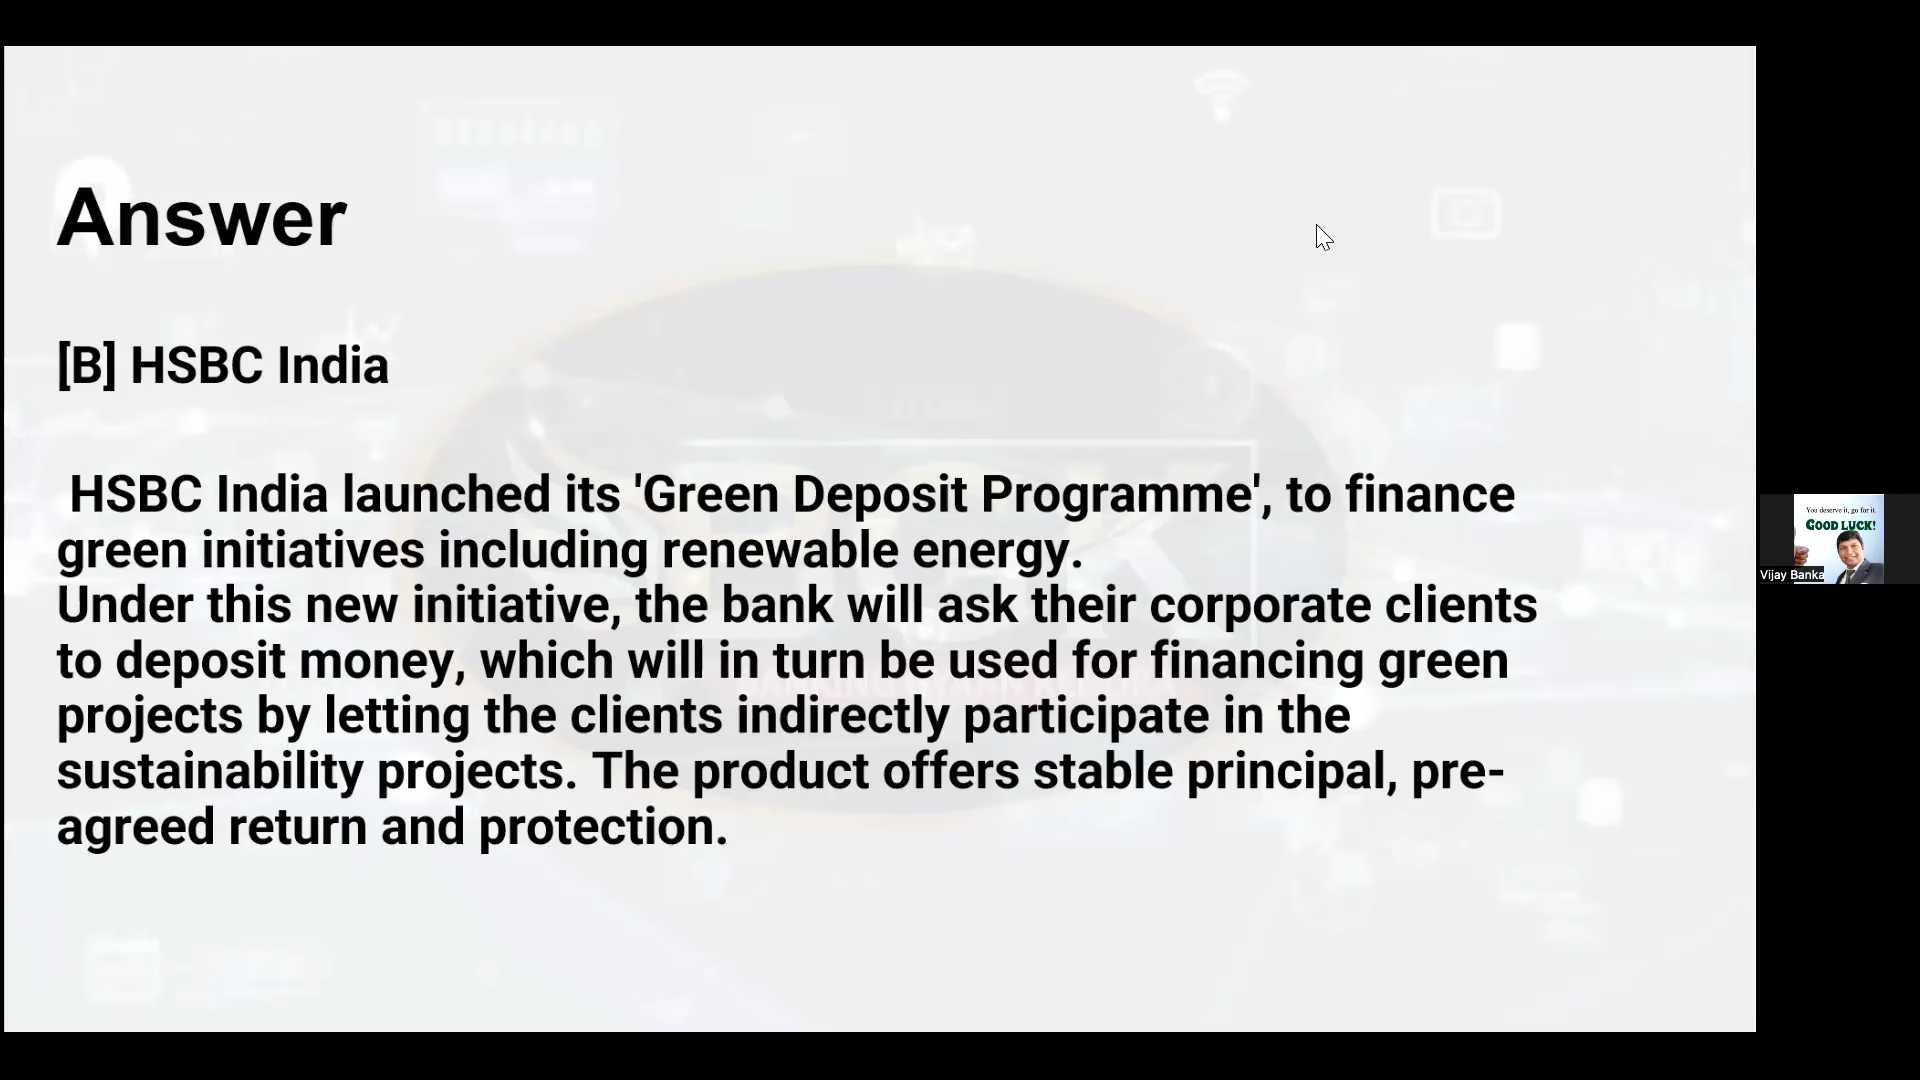 Answer
[B] HSBC India
HSBC India launched its 'Green Deposit Programme', to finance
green initiatives including renewable energy.
Under this new initiative, the bank will ask their corporate clients
to deposit money, which will in turn be used for financing green
projects by letting the clients indirectly participate in the
sustainability projects. The product offers stable principal, pre-
agreed return and protection.
You deserve it, go for it.
GOOD LUCK!
Vijay Banka